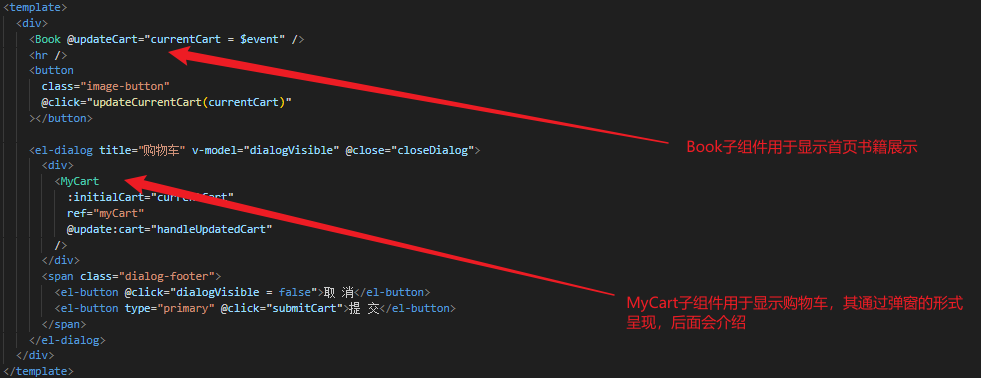 <template>
<div>
<Book @updateCart="currentCart = $event" />
<hr />
<button
class="image-button"
@click="updateCurrentCart(currentCart)"
></button>
Book子组件用于显示首页书籍展示
<el-dialog title="购物车" v-model="dialogVisible" @close="closeDialog">
<div>
<MyCart
:initialCart="currentCart"
ref="myCart"
@update:cart="handleUpdatedCart"
/>
</div>
<span class="dialog-footer">
<el-button @click="dialogVisible = false">取 消</el-button>
<el-button type="primary" @click="submitCart">提 交</el-button>
MyCart子组件用于显示购物车，其通过弹窗的形式
呈现，后面会介绍
</span>
</el-dialog>
</div>
</template>